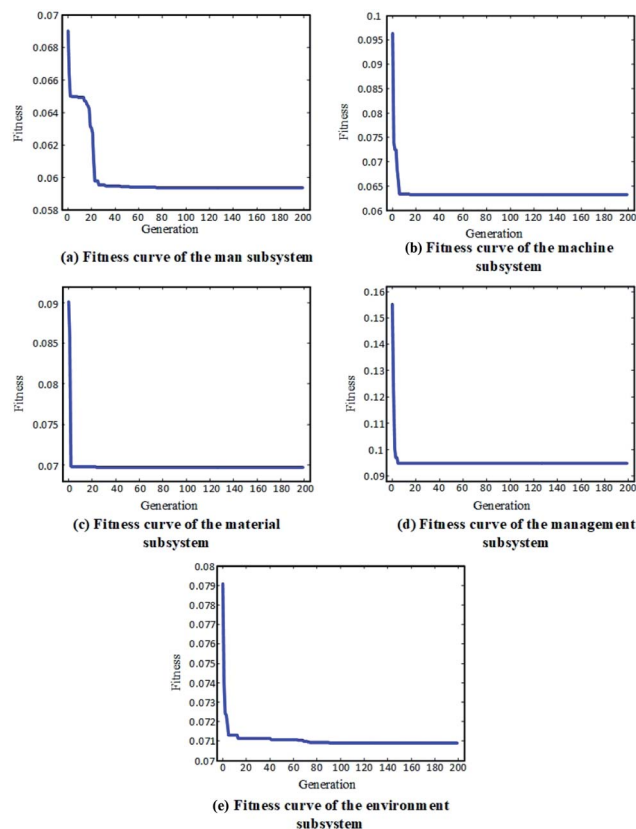 0.07
0.068
0.066
0.064
0.062
0.06
0.058
Fitness
0 20 40 60 80 100 120 140 160 180 200
Generation
(a) Fitness curve of the man subsystem
0.1
0.095
0.09
0.085
0.08
0.075
0.07
0.065
0.06
Fitness
0 20 40 60 80 100 120 140 160 180 200
Generation
(b) Fitness curve of the machine
subsystem
0.09
0.085
0.08
0.075
0.07
Fitness
0 20 40 60 80 100 120 140 160 180 200
Generation
(c) Fitness curve of the material
subsystem
0.16
0.15
0.14
0.13
0.12
0.11
0.1
0.09
Fitness
0 20 40 60 80 100 120 140 160 180 200
Generation
(d) Fitness curve of the management
subsystem
0.08
0.079
0.078
0.077
0.076
0.075
0.074
0.073
0.072
0.071
0.07
Fitness
0 20 40 60 80 100 120 140 160 180 200
Generation
(e) Fitness curve of the environment
subsystem